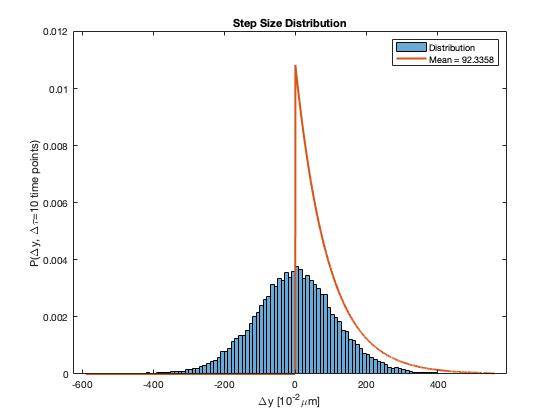 Step Size Distribution
0.012
0.01
0.008
0.006
0.004
0.002
0
P(Δy, Δτ=10 time points)
Distribution
Mean = 92.3358
-600 -400 -200 0 200 400
Δy [10⁻² μm]